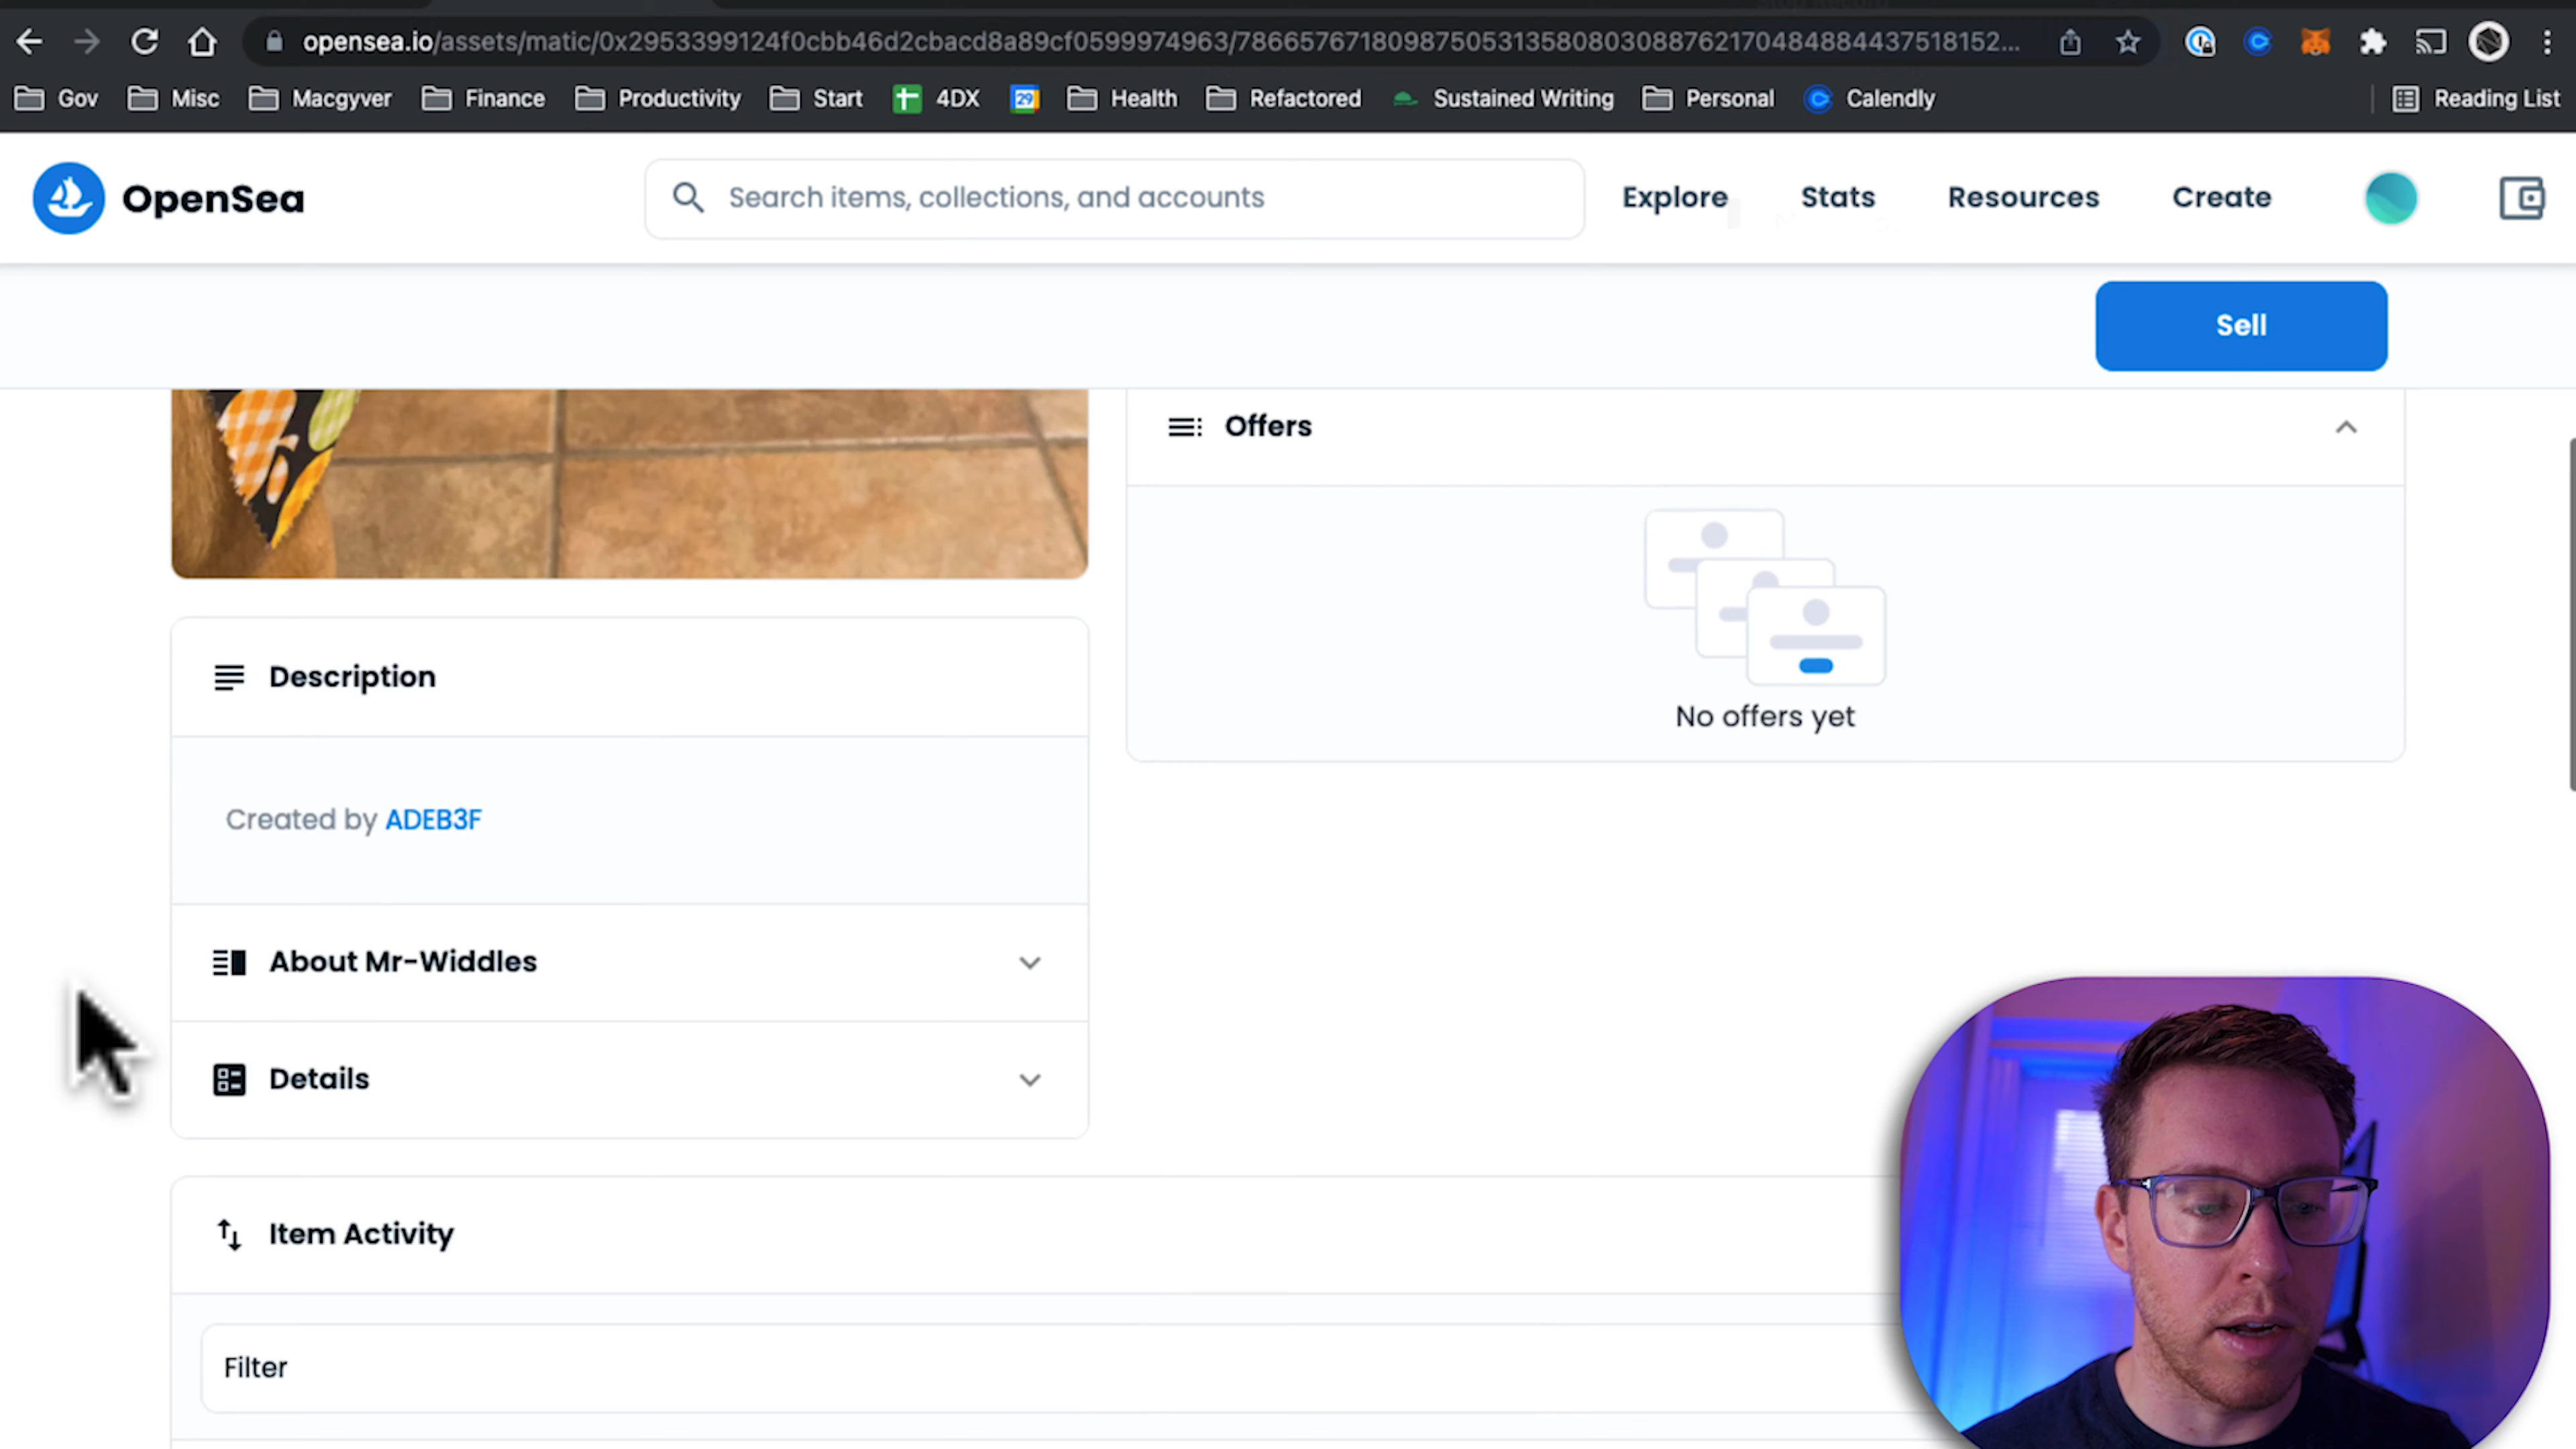 opensea.io/assets/matic/0x2953399124f0cbb46d2cbacd8a89cf0599974963/78665767180987505313580803088762170484884437518152...
Gov Misc Macgyver Finance Productivity Start 4DX 29 Health Refactored Sustained Writing Personal Calendly Reading List
OpenSea Search items, collections, and accounts Explore Stats Resources Create
Sell
Offers
No offers yet
Description
Created by ADEB3F
About Mr-Widdles
Details
Item Activity
Filter